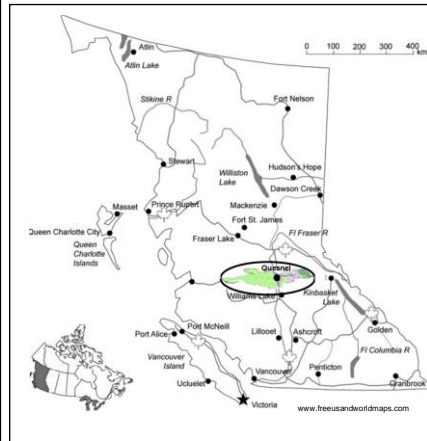 0 100 200 300 400
km
Atlin
Atlin Lake
Stikine R
Fort Nelson
Stewart
Williston
Lake
Hudson's Hope
Dawson Creek
Masset
Prince Rupert
Mackenzie
Fort St. James
Queen Charlotte City
Fraser Lake
Fl Fraser R
Queen
Charlotte
Islands
Quesnel
Williams Lake
Kinbasket
Lake
Port McNeill
Port Alice
Lillooet
Ashcroft
Golden
Vancouver
Island
Fl Columbia R
Ucluelet
Vancouver
Penticton
Cranbrook
Victoria
www.freeusandworldmaps.com